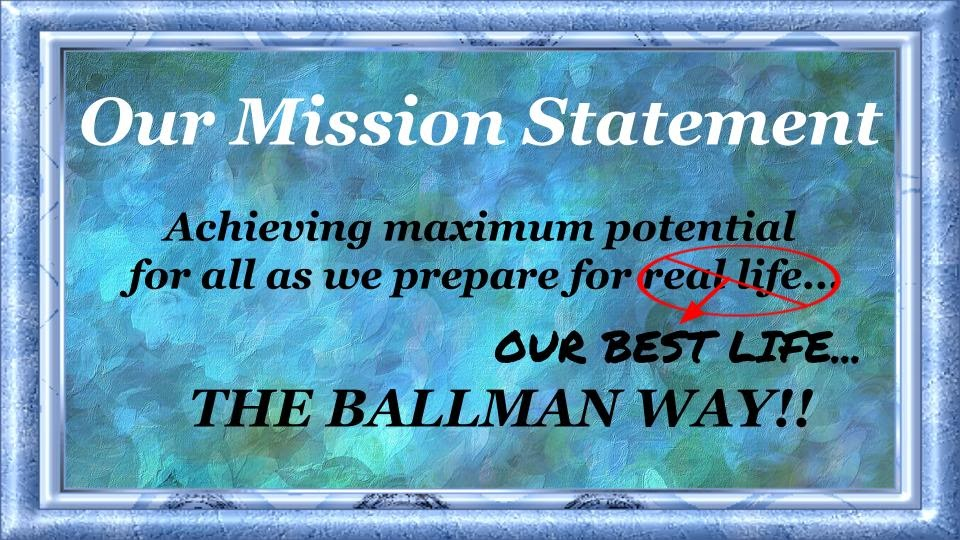 Our Mission Statement
Achieving maximum potential
for all as we prepare for real life...
OUR BEST LIFE...
THE BALLMAN WAY!!